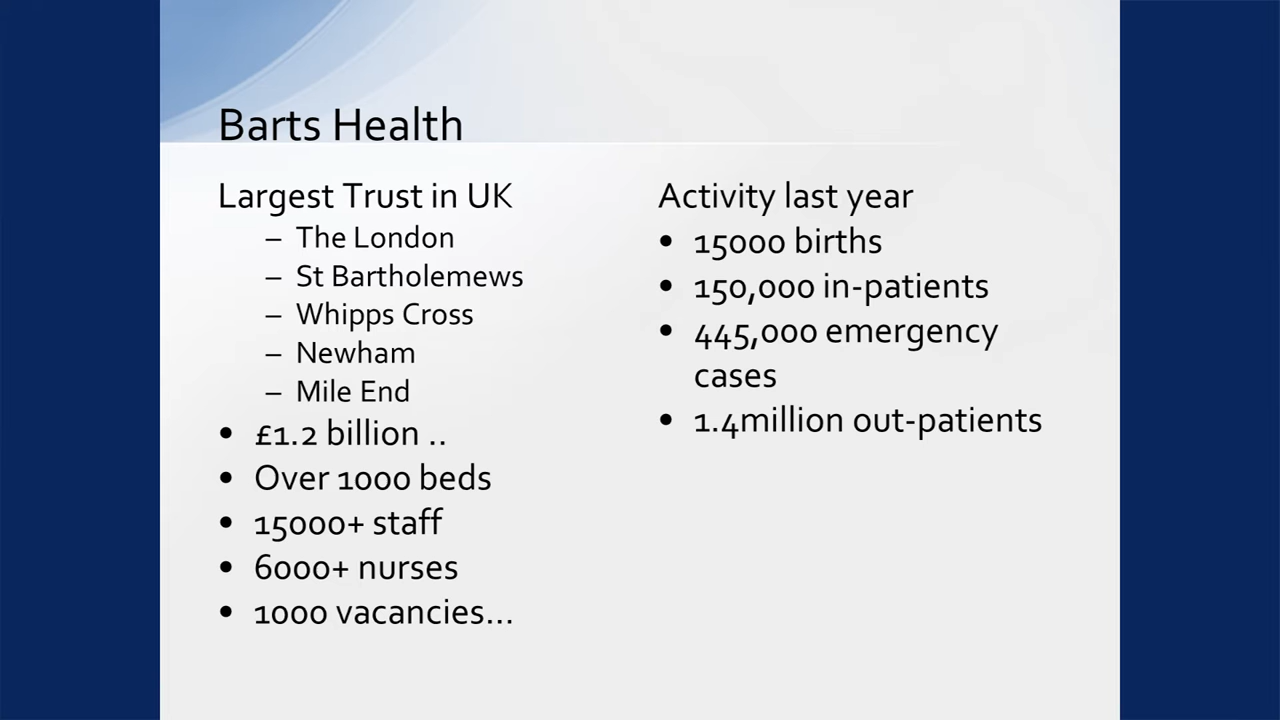 Barts Health
Largest Trust in UK
– The London
– St Bartholemews
– Whipps Cross
– Newham
– Mile End
• £1.2 billion ..
• Over 1000 beds
• 15000+ staff
• 6000+ nurses
• 1000 vacancies...
Activity last year
• 15000 births
• 150,000 in-patients
• 445,000 emergency
cases
• 1.4million out-patients